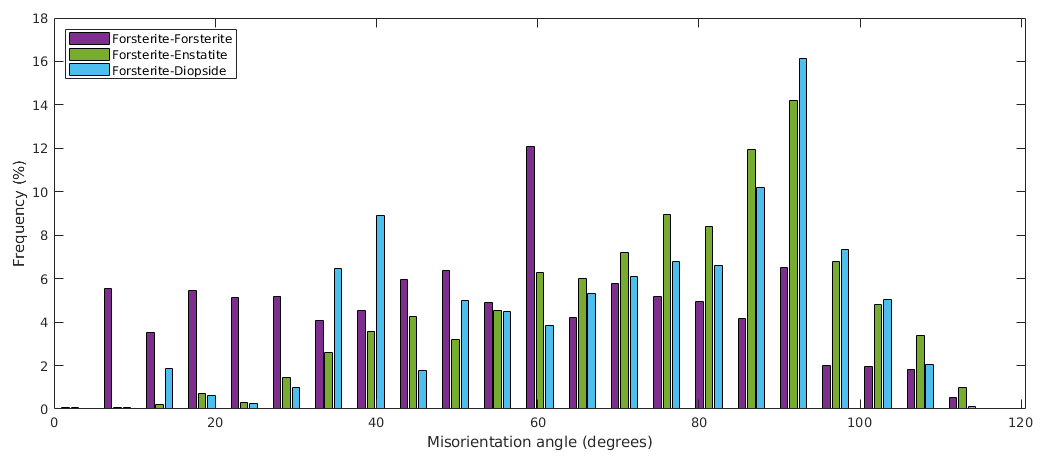 18
16
14
12
10
8
6
4
2
0
Frequency (%)
Forsterite-Forsterite
Forsterite-Enstatite
Forsterite-Diopside
0 20 40 60 80 100 120
Misorientation angle (degrees)